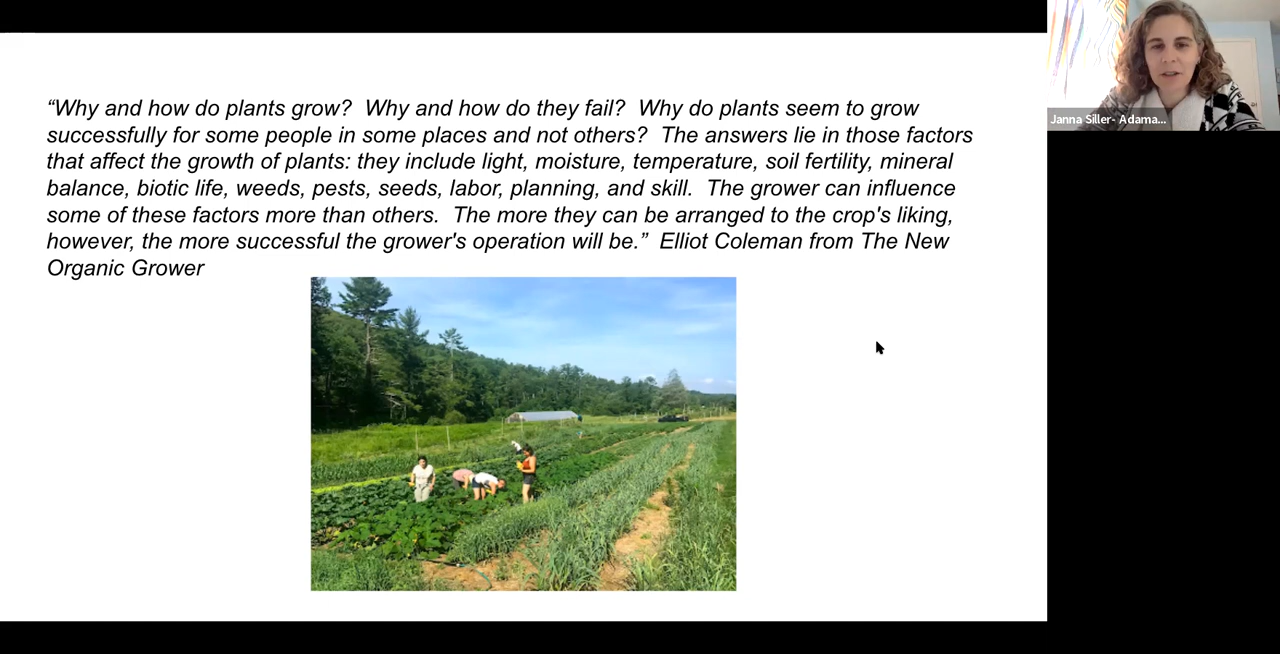 “Why and how do plants grow?  Why and how do they fail?  Why do plants seem to grow
successfully for some people in some places and not others?  The answers lie in those factors
that affect the growth of plants: they include light, moisture, temperature, soil fertility, mineral
balance, biotic life, weeds, pests, seeds, labor, planning, and skill.  The grower can influence
some of these factors more than others.  The more they can be arranged to the crop's liking,
however, the more successful the grower's operation will be.”  Elliot Coleman from The New
Organic Grower
Janna Siller- Adama...